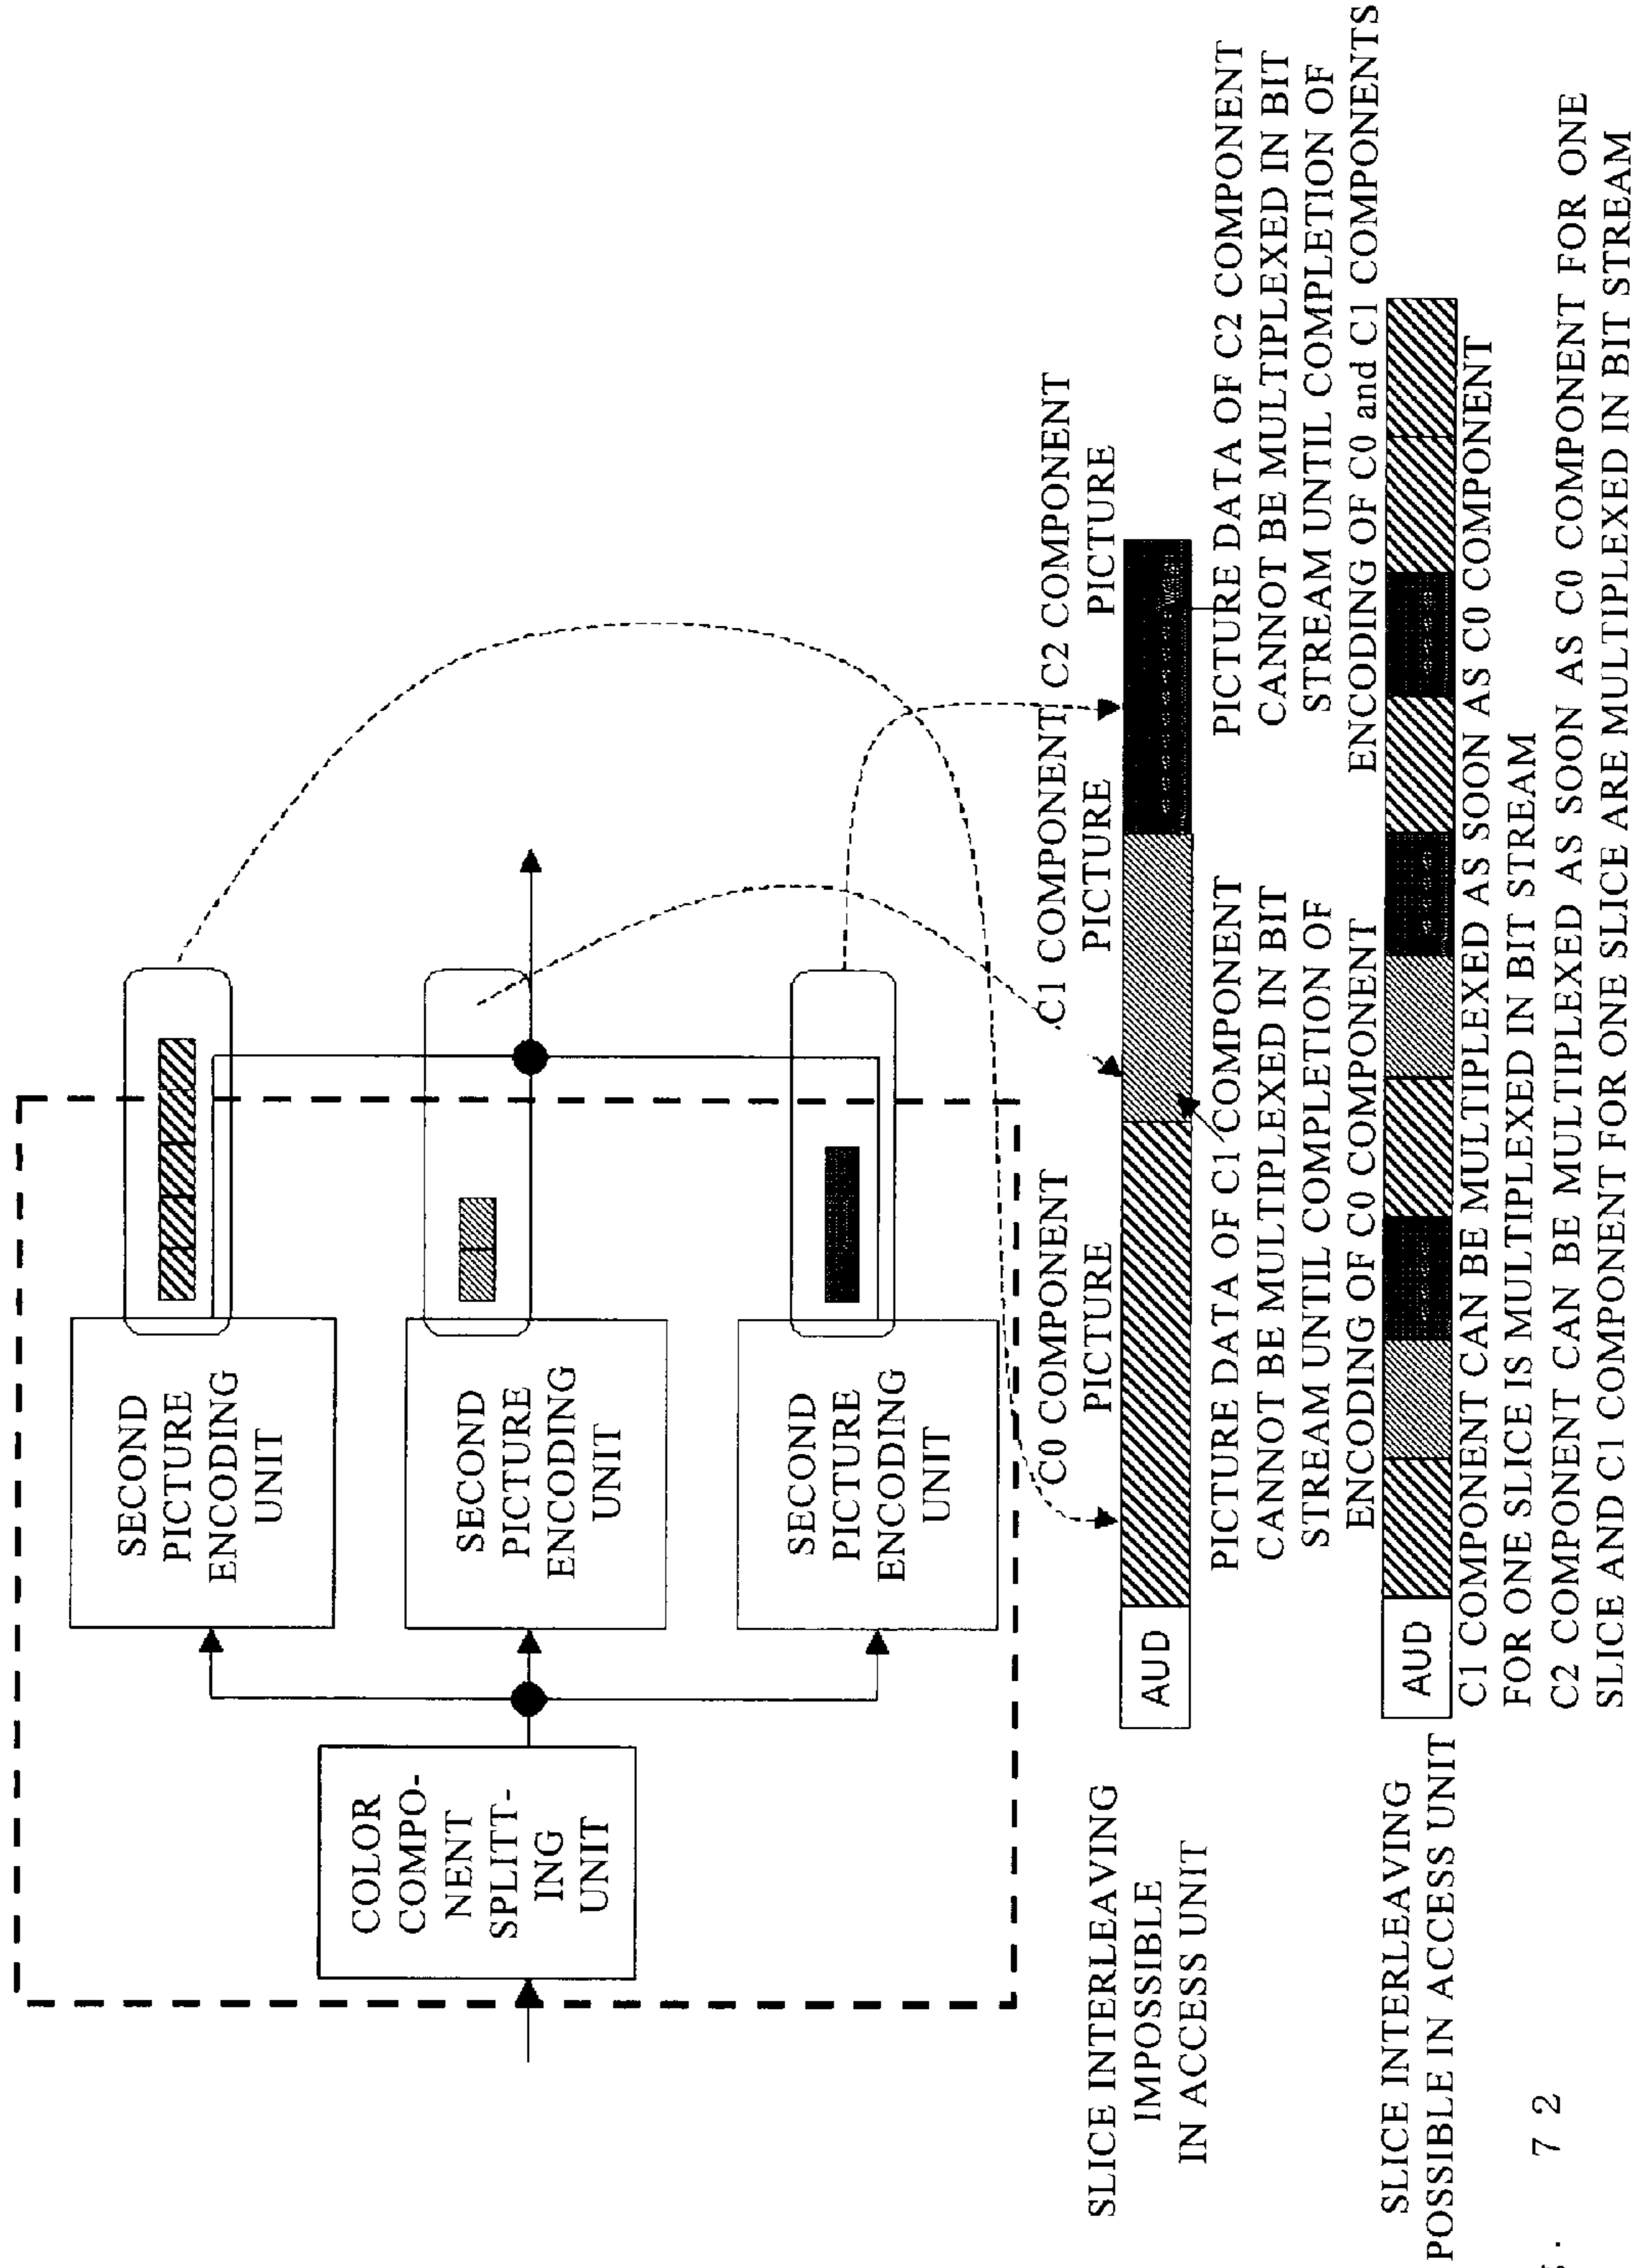 COLOR
COMPO-
NENT
SPLITT-
ING
UNIT
SECOND
PICTURE
ENCODING
UNIT
SECOND
PICTURE
ENCODING
UNIT
SECOND
PICTURE
ENCODING
UNIT
SLICE INTERLEAVING
IMPOSSIBLE
IN ACCESS UNIT
C0 COMPONENT
PICTURE
C1 COMPONENT
PICTURE
C2 COMPONENT
PICTURE
AUD
PICTURE DATA OF C1 COMPONENT
CANNOT BE MULTIPLEXED IN BIT
STREAM UNTIL COMPLETION OF
ENCODING OF C0 COMPONENT
PICTURE DATA OF C2 COMPONENT
CANNOT BE MULTIPLEXED IN BIT
STREAM UNTIL COMPLETION OF
ENCODING OF C0 and C1 COMPONENTS
SLICE INTERLEAVING
POSSIBLE IN ACCESS UNIT
AUD
C1 COMPONENT CAN BE MULTIPLEXED AS SOON AS C0 COMPONENT
FOR ONE SLICE IS MULTIPLEXED IN BIT STREAM
C2 COMPONENT CAN BE MULTIPLEXED AS SOON AS C0 COMPONENT FOR ONE
SLICE AND C1 COMPONENT FOR ONE SLICE ARE MULTIPLEXED IN BIT STREAM
72